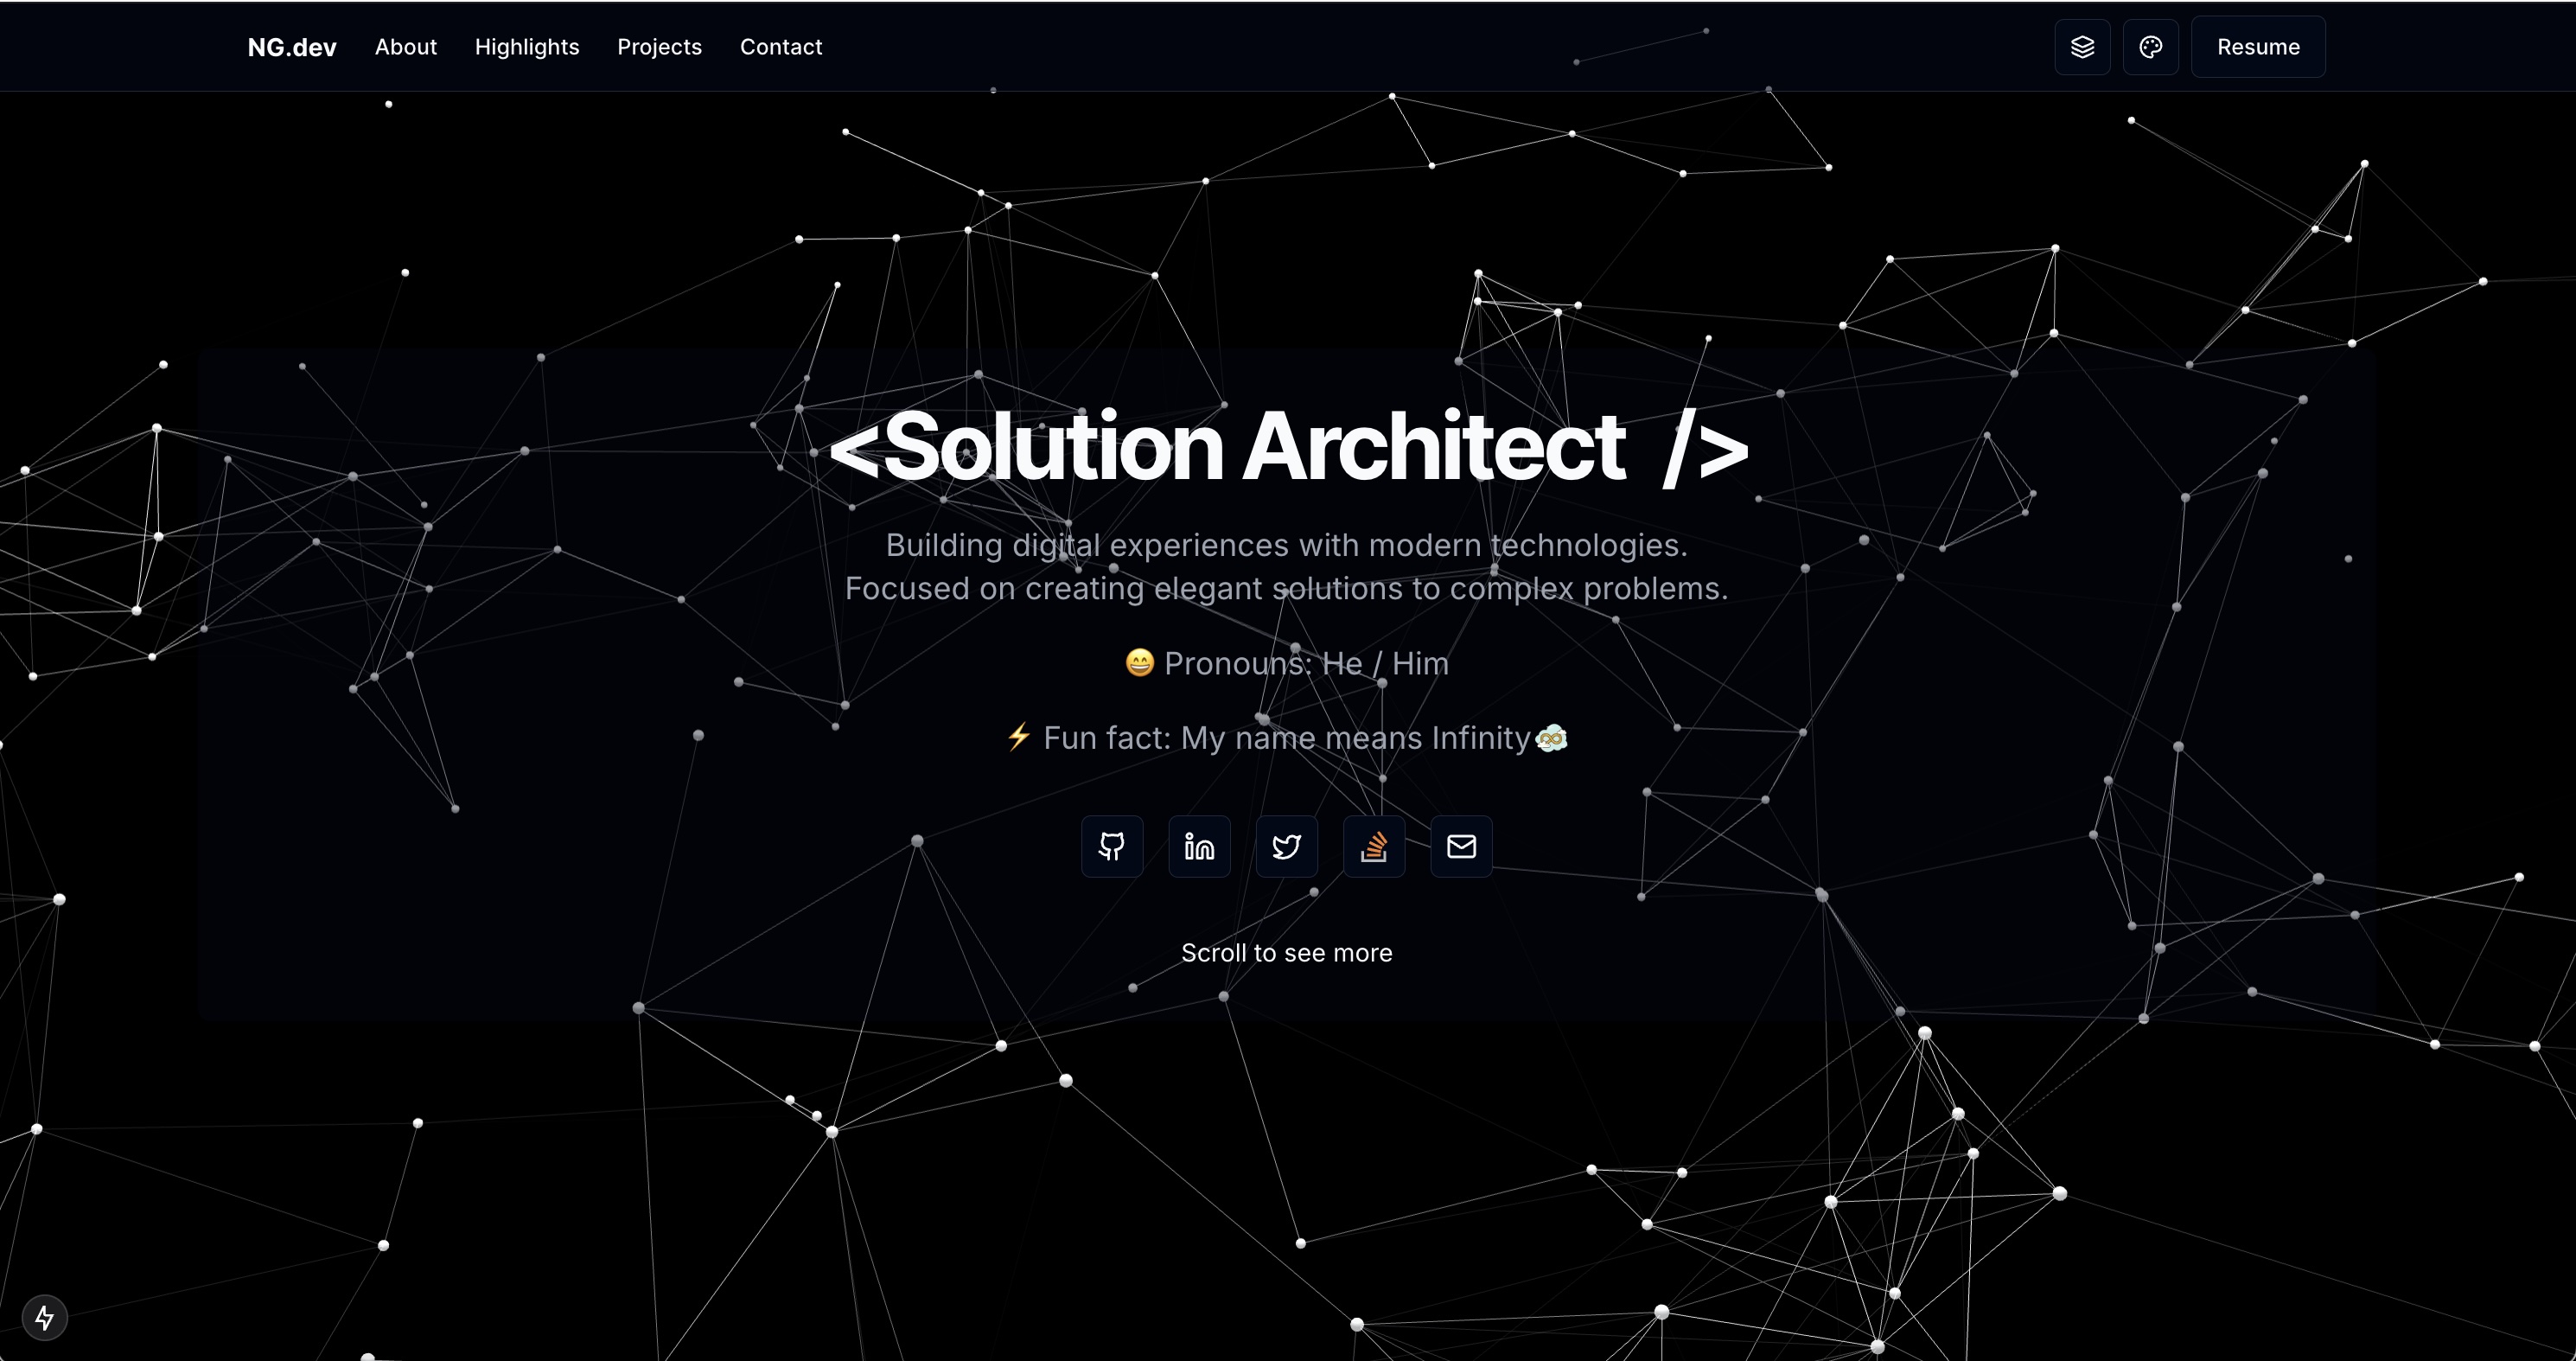 NG.dev About Highlights Projects Contact Resume
<Solution Architect />
Building digital experiences with modern technologies.
Focused on creating elegant solutions to complex problems.
😄 Pronouns: He / Him
⚡ Fun fact: My name means Infinity
in
Scroll to see more